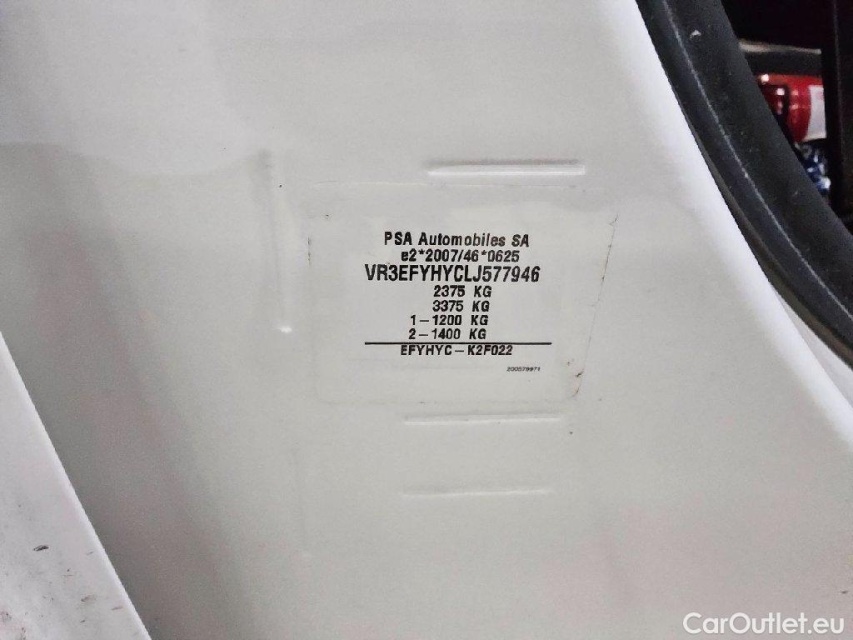 PSA Automobiles SA
e2*2007/46*0625
VR3EFYHYCLJ577946
2375 KG
3375 KG
1-1200 KG
2-1400 KG
EFYHYC-K2F022
200579971
CarOutlet.eu